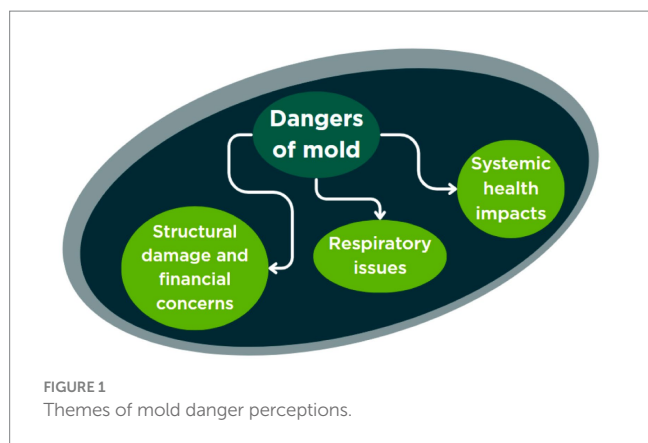 Dangers
of mold
Systemic
health
impacts
Structural
damage and
financial
concerns
Respiratory
issues
FIGURE 1
Themes of mold danger perceptions.